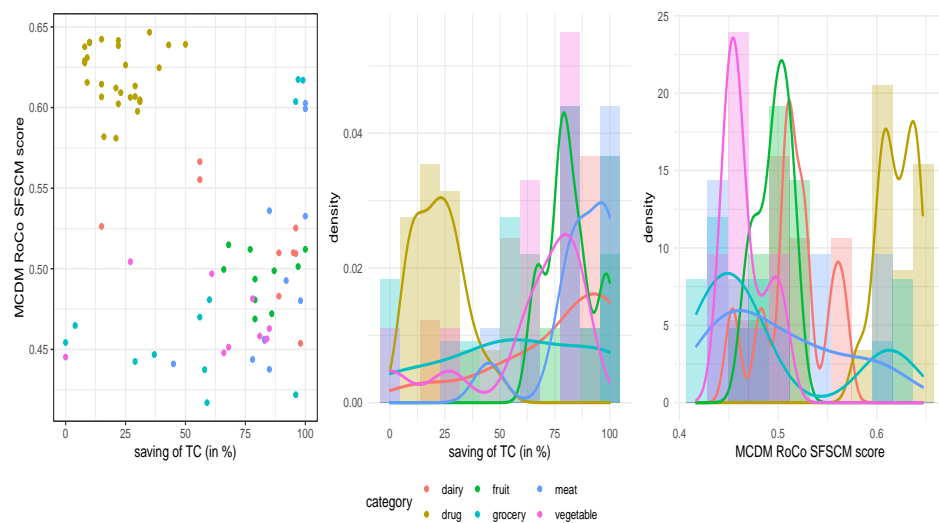 MCDM RoCo SFSCM score
0.65
0.60
0.55
0.50
0.45
0 25 50 75 100
saving of TC (in %)
density
0.04
0.02
0.00
0 25 50 75 100
saving of TC (in %)
density
25
20
15
10
5
0
0.4 0.5 0.6
MCDM RoCo SFSCM score
category
dairy fruit meat
drug grocery vegetable